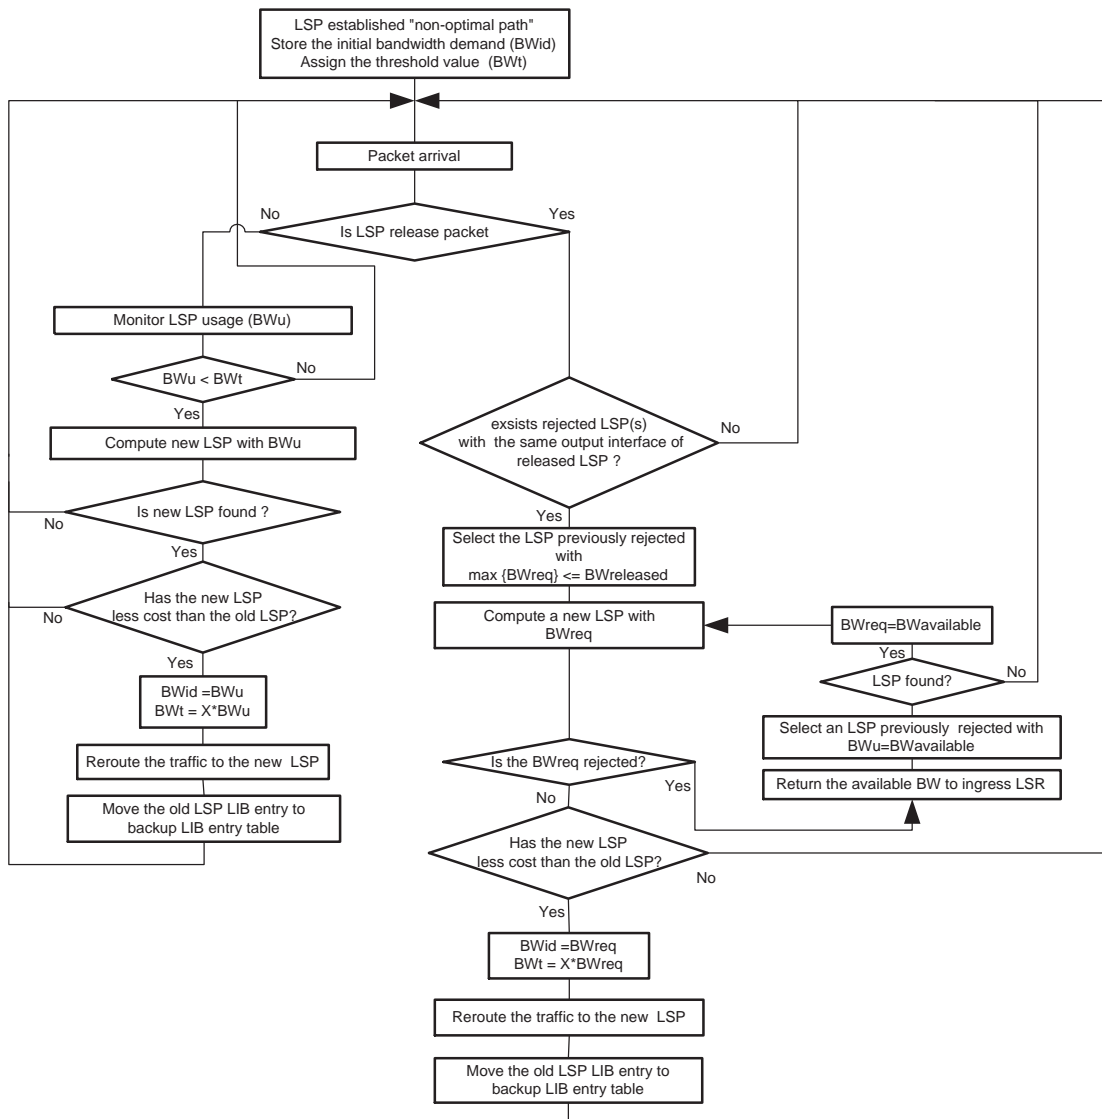 LSP established "non-optimal path"
Store the initial bandwidth demand (BWid)
Assign the threshold value (BWt)
Packet arrival
No
Yes
Is LSP release packet
Monitor LSP usage (BWu)
BWu < BWt
No
Yes
Compute new LSP with BWu
Is new LSP found ?
No
Yes
Has the new LSP
less cost than the old LSP?
No
Yes
BWid =BWu
BWt = X*BWu
Reroute the traffic to the new LSP
Move the old LSP LIB entry to
backup LIB entry table
exsists rejected LSP(s)
with the same output interface of
released LSP ?
No
Yes
Select the LSP previously rejected
with
max {BWreq} <= BWreleased
Compute a new LSP with
BWreq
BWreq=BWavailable
Yes
LSP found?
No
Select an LSP previously rejected with
BWu=BWavailable
Return the available BW to ingress LSR
Is the BWreq rejected?
Yes
No
Has the new LSP
less cost than the old LSP?
No
Yes
BWid =BWreq
BWt = X*BWreq
Reroute the traffic to the new LSP
Move the old LSP LIB entry to
backup LIB entry table